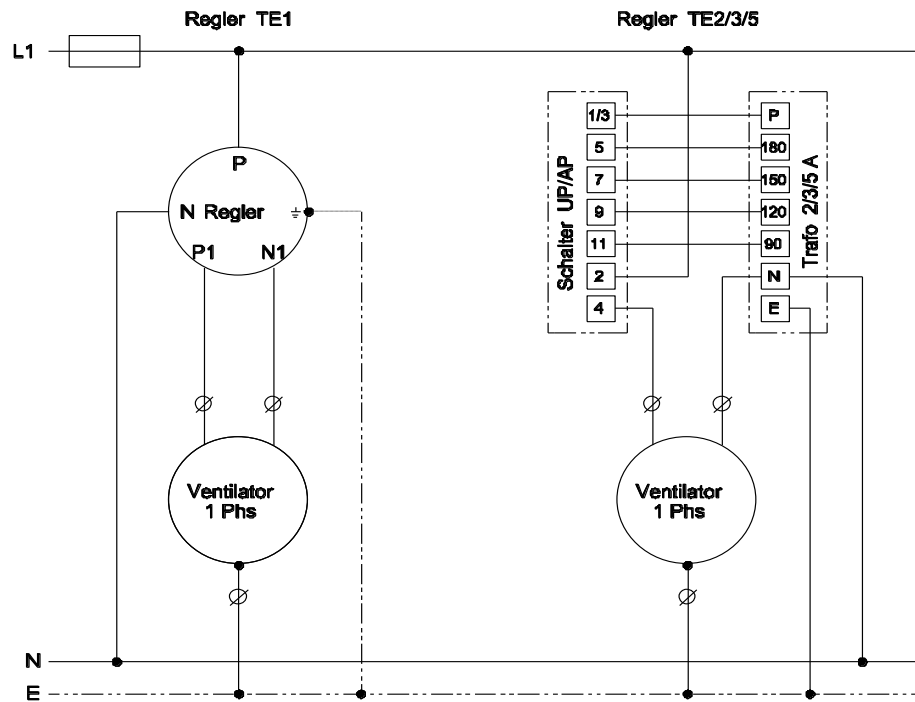 Regler TE1
Regler TE2/3/5
L1
P
N Regler
P1 N1
Ventilator
1 Phs
Schalter UP/AP
1/3
5
7
9
11
2
4
P
180
150
120
90
N
E
Trafo 2/3/5 A
Ventilator
1 Phs
N
E